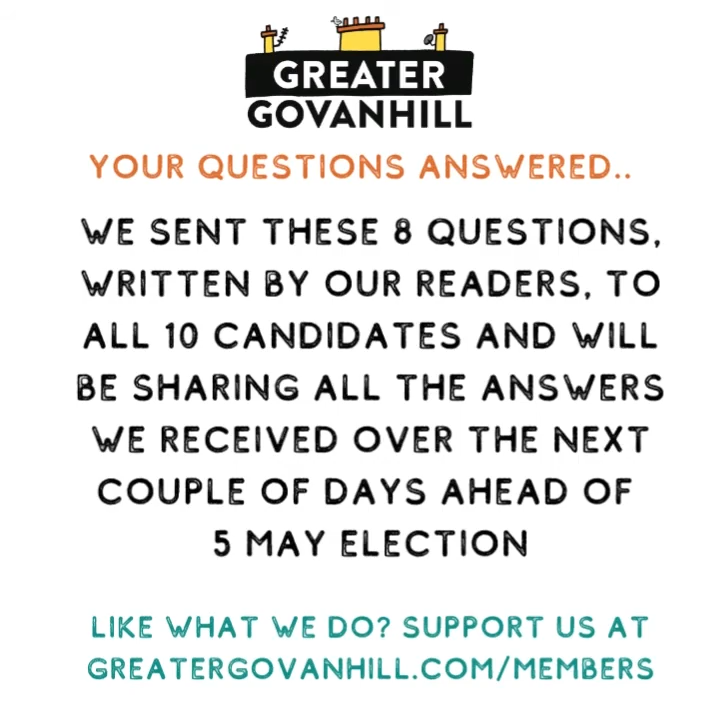 GREATER
GOVANHILL
YOUR QUESTIONS ANSWERED..
WE SENT THESE 8 QUESTIONS,
WRITTEN BY OUR READERS, TO
ALL 10 CANDIDATES AND WILL
BE SHARING ALL THE ANSWERS
WE RECEIVED OVER THE NEXT
COUPLE OF DAYS AHEAD OF
5 MAY ELECTION
LIKE WHAT WE DO? SUPPORT US AT
GREATERGOVANHILL.COM/MEMBERS